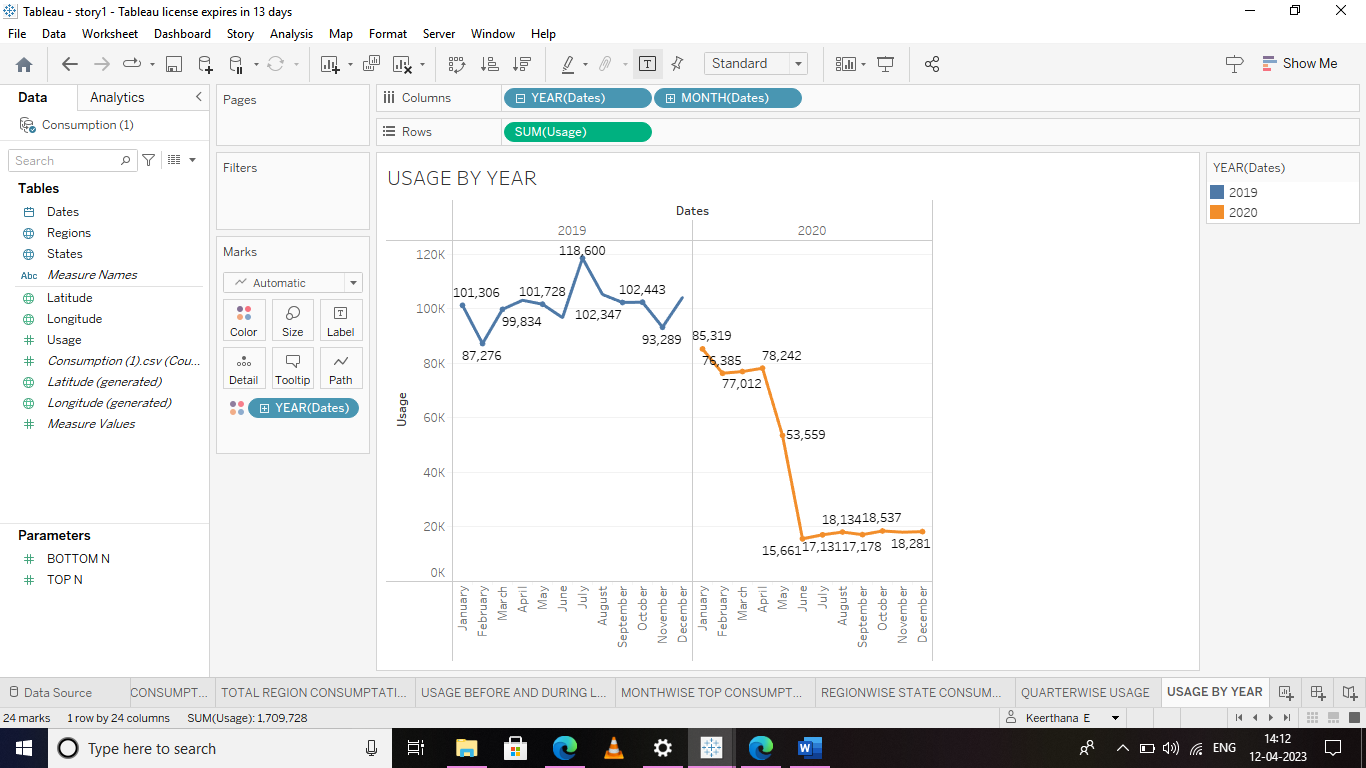 Tableau - story1 - Tableau license expires in 13 days
File Data Worksheet Dashboard Story Analysis Map Format Server Window Help
Standard
Show Me
Data Analytics
Consumption (1)
Search
Tables
Dates
Regions
States
Abc Measure Names
Latitude
Longitude
Usage
Consumption (1).csv (Cou...
Latitude (generated)
Longitude (generated)
Measure Values
Parameters
BOTTOM N
TOP N
Pages
Filters
Marks
Automatic
Color Size Label
Detail Tooltip Path
YEAR(Dates)
Columns YEAR(Dates) MONTH(Dates)
Rows SUM(Usage)
USAGE BY YEAR
Dates
2019 2020
Usage
120K
100K
80K
60K
40K
20K
0K
118,600
101,306 101,728 102,443
99,834 102,347
93,289
87,276
85,319
76,385 78,242
77,012
53,559
18,134 18,537
15,661 17,131 17,178 18,281
January February March April May June July August September October November December
January February March April May June July August September October November December
YEAR(Dates)
2019
2020
Data Source CONSUMPT... TOTAL REGION CONSUMPTATI... USAGE BEFORE AND DURING L... MONTHWISE TOP CONSUMPT... REGIONWISE STATE CONSUM... QUARTERWISE USAGE USAGE BY YEAR
24 marks 1 row by 24 columns SUM(Usage): 1,709,728 Keerthana E
Type here to search
W
ENG
14:12
12-04-2023